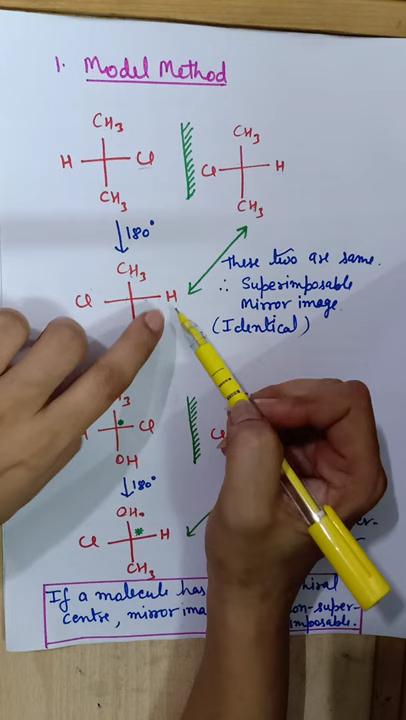 1. Model Method
CH3 CH3
H Cl Cl H
CH3 CH3
180°
These two are same.
CH3
∴ Superimposable
Cl H
Mirror image.
(Identical)
Cl
OH
180°
OH
Cl H
CH3
If a molecule has
centre, mirror
imposable.